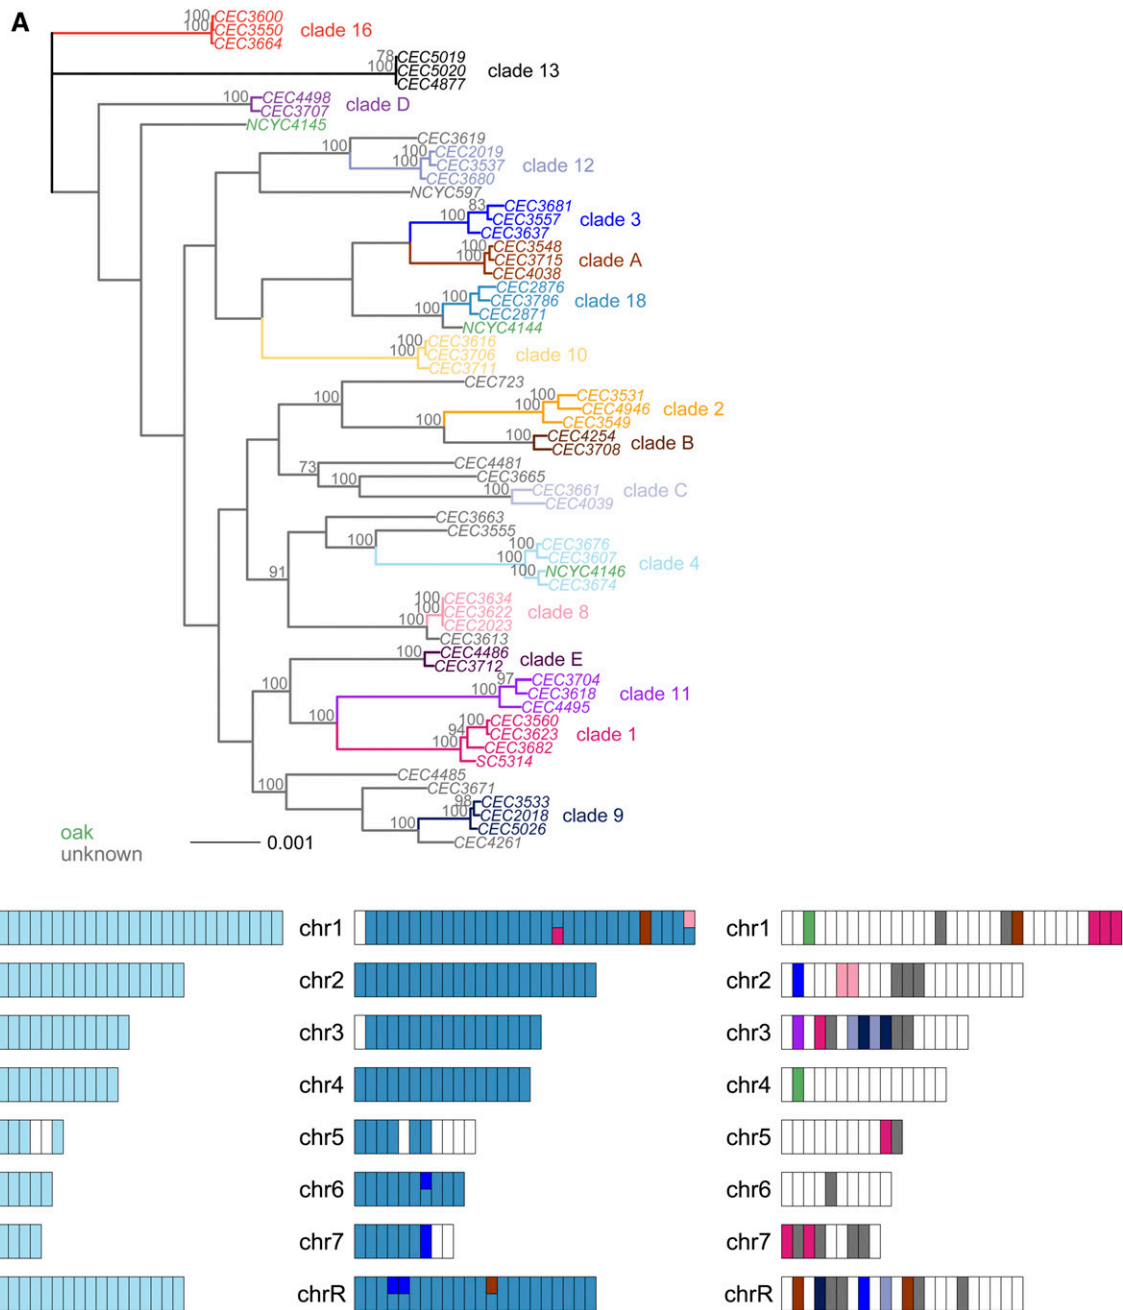 A
100 CEC3600
100 CEC3550 clade 16
CEC3664
78 CEC5019
100 CEC5020 clade 13
CEC4877
100 CEC4498 clade D
CEC3707
NCYC4145
CEC3619
100
100 CEC2019
100 CEC3537 clade 12
CEC3680
NCYC597
83 CEC3681
100 CEC3557 clade 3
CEC3637
100 CEC3548
100 CEC3715 clade A
CEC4038
CEC2876
100 CEC3786 clade 18
100 CEC2871
NCYC4144
100 CEC3616
100 CEC3706 clade 10
CEC3711
CEC723
100
100 CEC3531
100 CEC4946 clade 2
100 CEC3549
100 CEC4254 clade B
CEC3708
CEC4481
73
CEC3665
100
100 CEC3661 clade C
CEC4039
CEC3663
CEC3555
100
100 CEC3676
100 CEC3607 clade 4
100 NCYC4146
CEC3674
91
100 CEC3634
100 CEC3622 clade 8
100 CEC2023
CEC3613
100 CEC4486 clade E
CEC3712
100
97 CEC3704
100 CEC3618 clade 11
CEC4495
100
100 CEC3560
94 CEC3623 clade 1
100 CEC3682
SC5314
CEC4485
100
CEC3671
98 CEC3533
100 CEC2018 clade 9
100 CEC5026
CEC4261
oak
unknown
0.001
chr1 chr1
chr2 chr2
chr3 chr3
chr4 chr4
chr5 chr5
chr6 chr6
chr7 chr7
chrR chrR